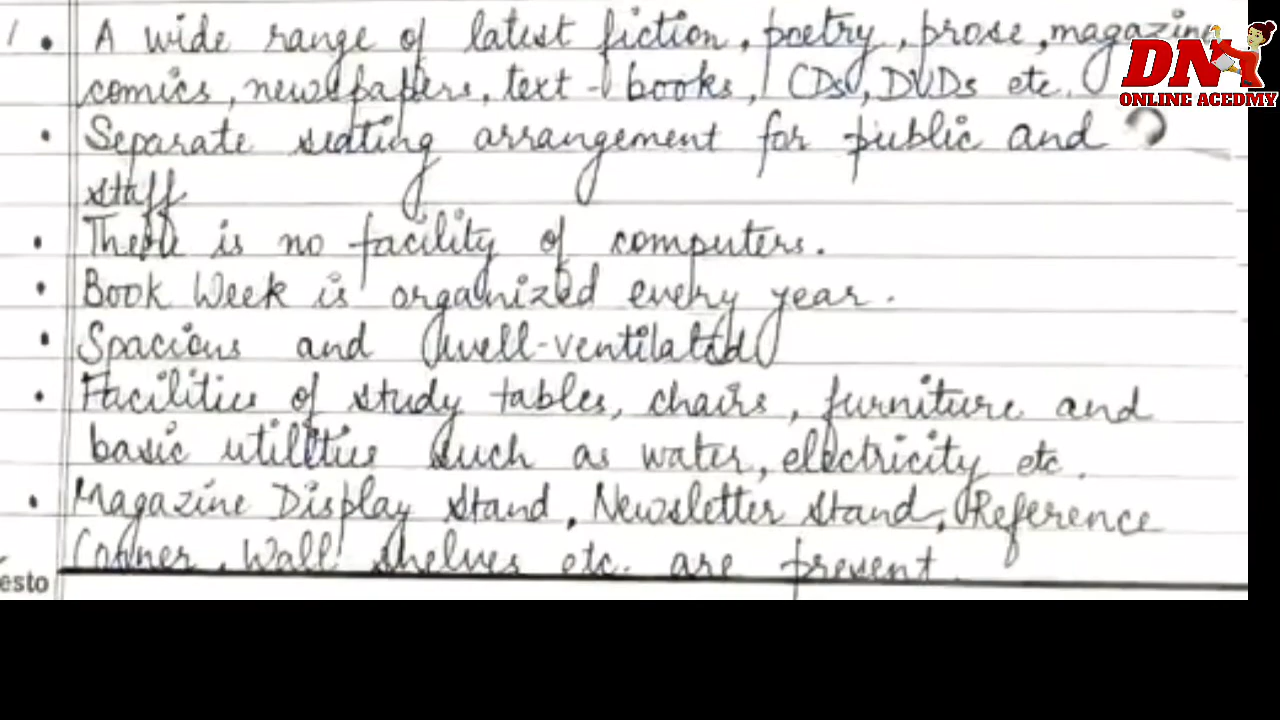 • A wide range of latest fiction, poetry, prose, magazine
comics, newspapers, text-books, CDs, DVDs etc.
• Separate seating arrangement for public and
staff
• There is no facility of computers.
• Book Week is organized every year.
• Spacious and well-ventilated
• Facilities of study tables, chairs, furniture and
basic utilities such as water, electricity etc.
• Magazine Display Stand, Newsletter Stand, Reference
Corner, Wall shelves etc. are present.
esto
DN
ONLINE ACEDMY